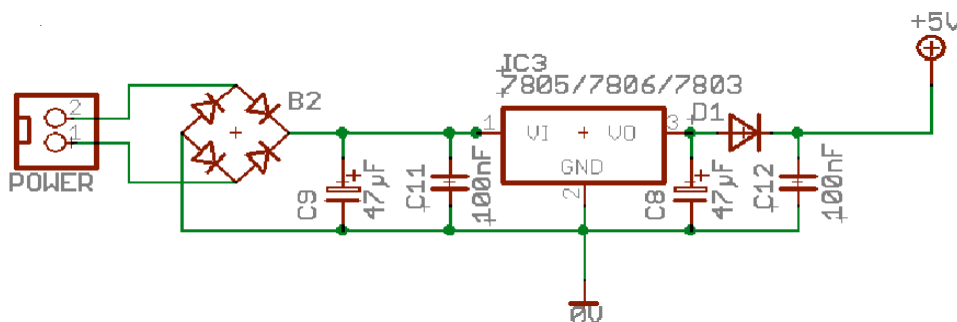 +5V
IC3
7805/7806/7803
B2
D1
2
1
POWER
1
VI
VO
3
GND
2
C9
47µF
C11
100nF
C8
47µF
C12
100nF
0V